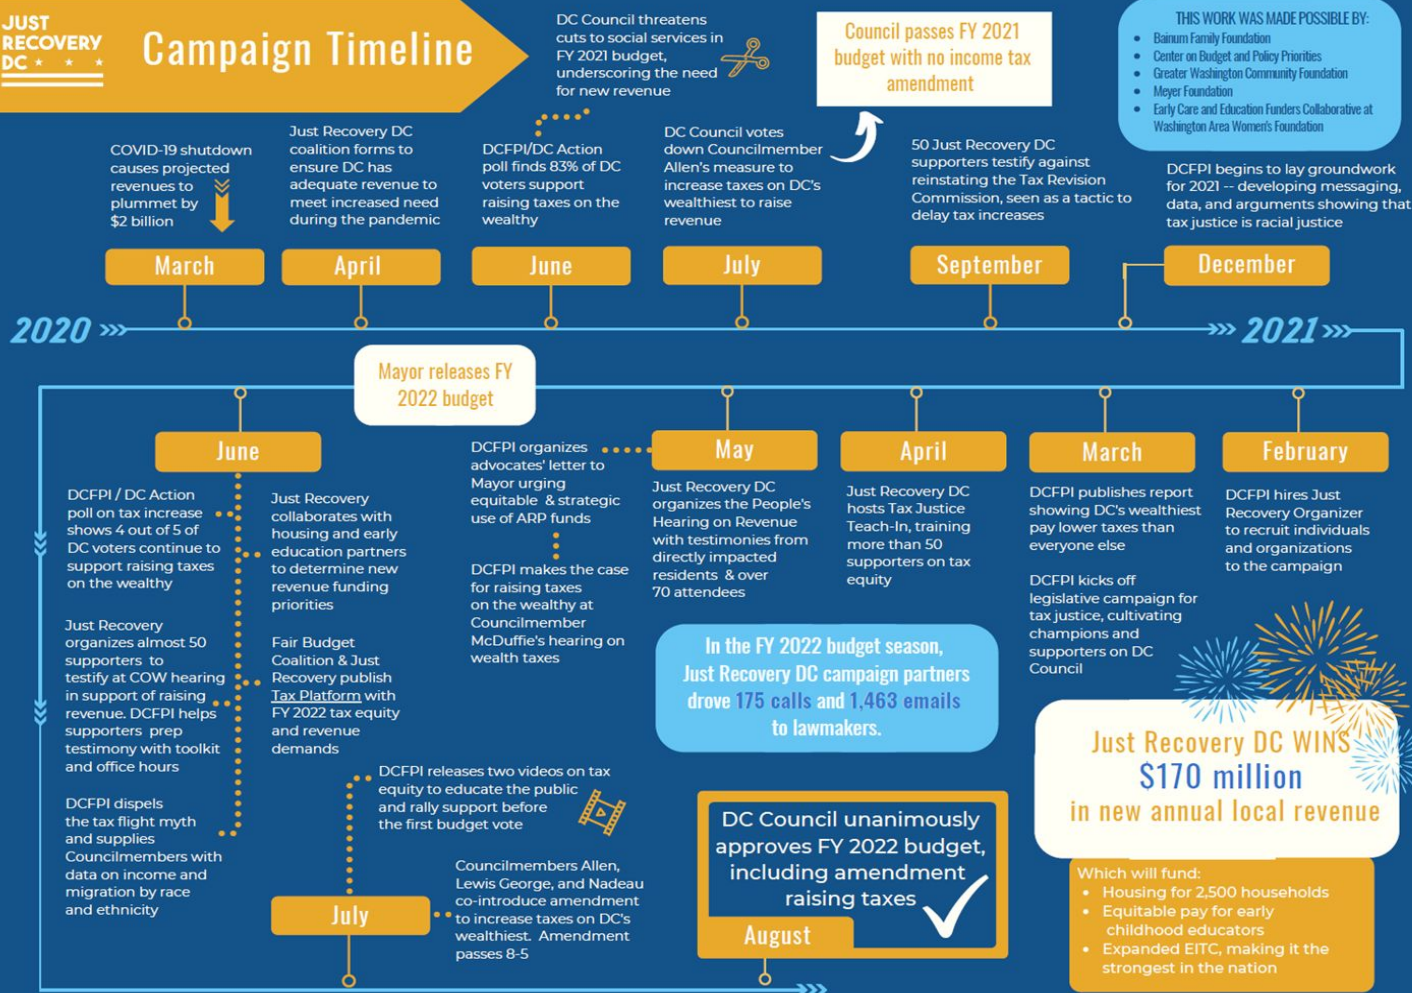 JUST
RECOVERY
DC
Campaign Timeline
DC Council threatens
cuts to social services in
FY 2021 budget,
underscoring the need
for new revenue
Council passes FY 2021
budget with no income tax
amendment
THIS WORK WAS MADE POSSIBLE BY:
• Bainum Family Foundation
• Center on Budget and Policy Priorities
• Greater Washington Community Foundation
• Meyer Foundation
• Early Care and Education Funders Collaborative at
Washington Area Women's Foundation
COVID-19 shutdown
causes projected
revenues to
plummet by
$2 billion
March
Just Recovery DC
coalition forms to
ensure DC has
adequate revenue to
meet increased need
during the pandemic
April
DCFPI/DC Action
poll finds 83% of DC
voters support
raising taxes on the
wealthy
June
DC Council votes
down Councilmember
Allen's measure to
increase taxes on DC's
wealthiest to raise
revenue
July
50 Just Recovery DC
supporters testify against
reinstating the Tax Revision
Commission, seen as a tactic to
delay tax increases
September
DCFPI begins to lay groundwork
for 2021 -- developing messaging,
data, and arguments showing that
tax justice is racial justice
December
2020
2021
Mayor releases FY
2022 budget
February
DCFPI hires Just
Recovery Organizer
to recruit individuals
and organizations
to the campaign
March
DCFPI publishes report
showing DC's wealthiest
pay lower taxes than
everyone else
DCFPI kicks off
legislative campaign for
tax justice, cultivating
champions and
supporters on DC
Council
April
Just Recovery DC
hosts Tax Justice
Teach-In, training
more than 50
supporters on tax
equity
May
Just Recovery DC
organizes the People's
Hearing on Revenue
with testimonies from
directly impacted
residents & over
70 attendees
DCFPI organizes
advocates' letter to
Mayor urging
equitable & strategic
use of ARP funds
DCFPI makes the case
for raising taxes
on the wealthy at
Councilmember
McDuffie's hearing on
wealth taxes
June
DCFPI / DC Action
poll on tax increase
shows 4 out of 5 of
DC voters continue to
support raising taxes
on the wealthy
Just Recovery
collaborates with
housing and early
education partners
to determine new
revenue funding
priorities
Just Recovery
organizes almost 50
supporters to
testify at COW hearing
in support of raising
revenue. DCFPI helps
supporters prep
testimony with toolkit
and office hours
Fair Budget
Coalition & Just
Recovery publish
Tax Platform with
FY 2022 tax equity
and revenue
demands
DCFPI dispels
the tax flight myth
and supplies
Councilmembers with
data on income and
migration by race
and ethnicity
In the FY 2022 budget season,
Just Recovery DC campaign partners
drove 175 calls and 1,463 emails
to lawmakers.
DCFPI releases two videos on tax
equity to educate the public
and rally support before
the first budget vote
Councilmembers Allen,
Lewis George, and Nadeau
co-introduce amendment
to increase taxes on DC's
wealthiest. Amendment
passes 8-5
July
DC Council unanimously
approves FY 2022 budget,
including amendment
raising taxes
August
Just Recovery DC WINS
$170 million
in new annual local revenue
Which will fund:
• Housing for 2,500 households
• Equitable pay for early
childhood educators
• Expanded EITC, making it the
strongest in the nation